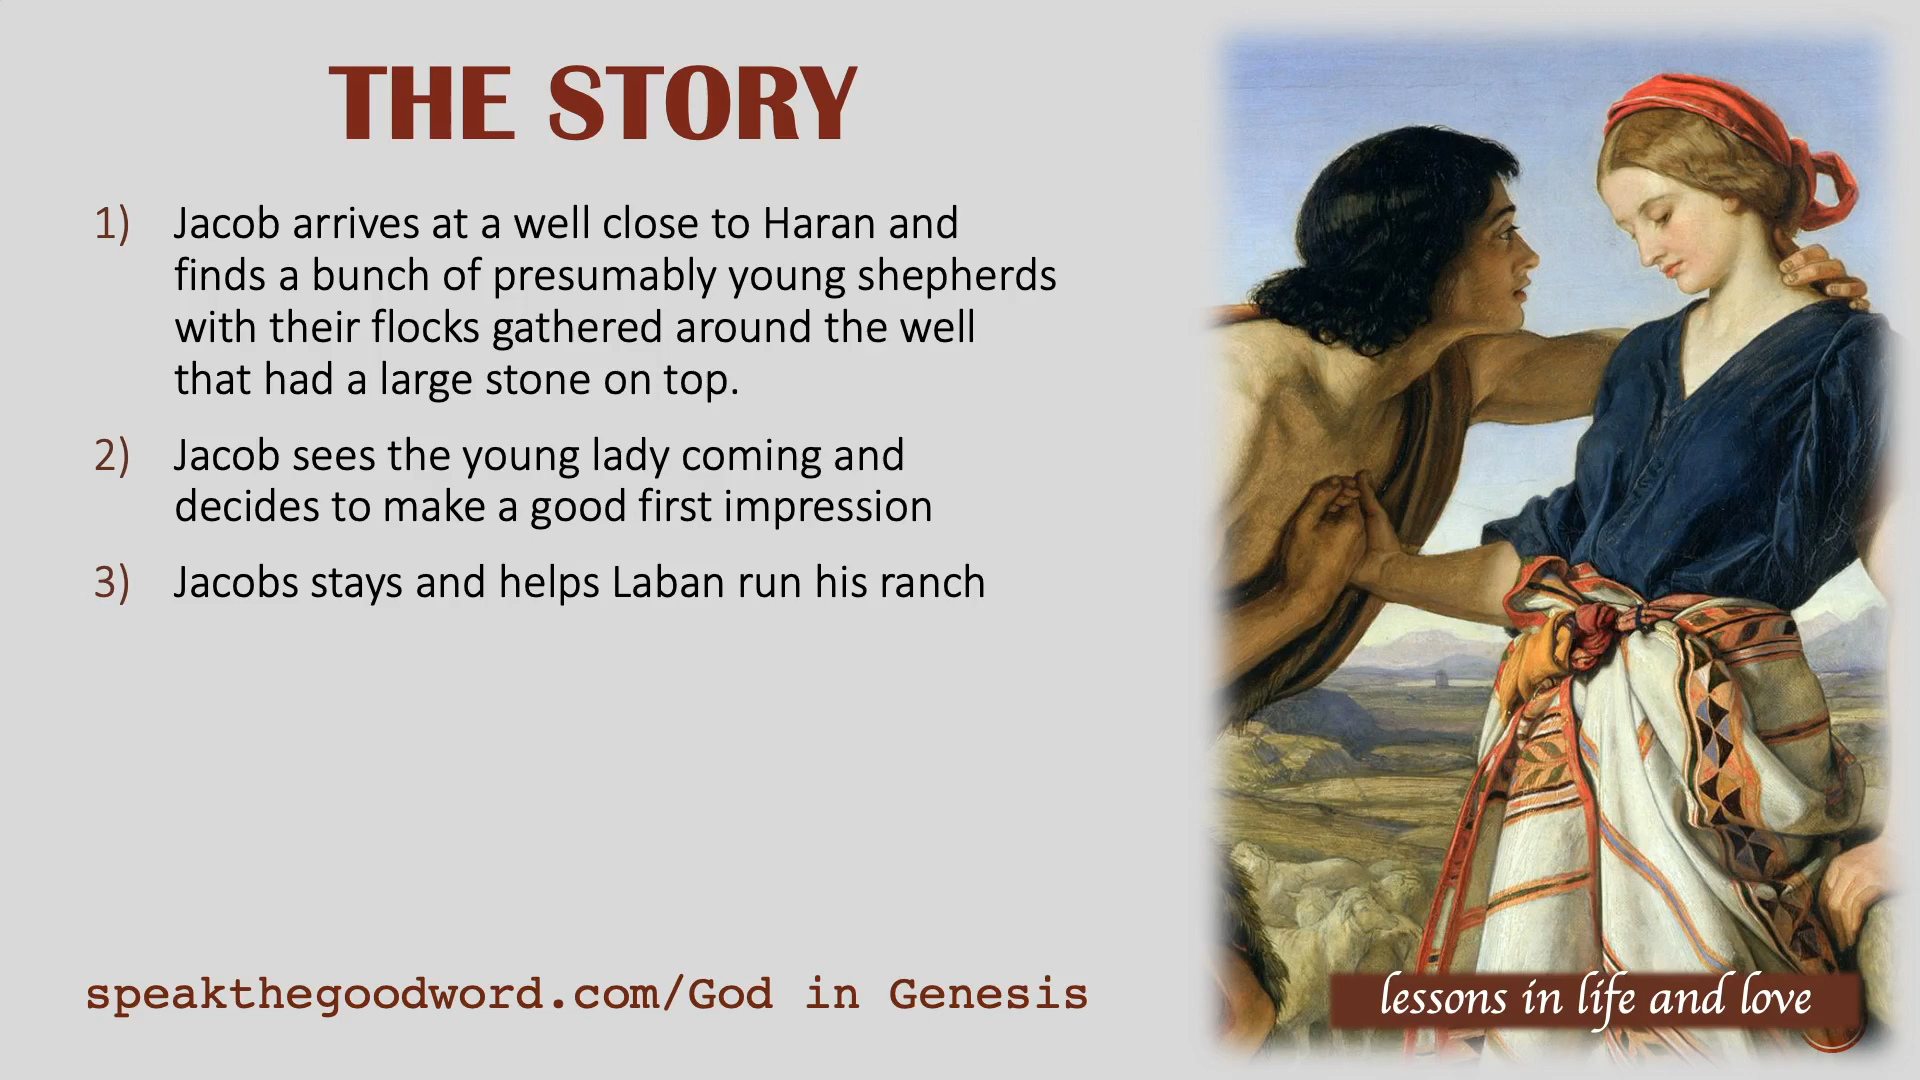 THE STORY
1) Jacob arrives at a well close to Haran and
finds a bunch of presumably young shepherds
with their flocks gathered around the well
that had a large stone on top.
2) Jacob sees the young lady coming and
decides to make a good first impression
3) Jacobs stays and helps Laban run his ranch
speakthegoodword.com/God in Genesis
lessons in life and love